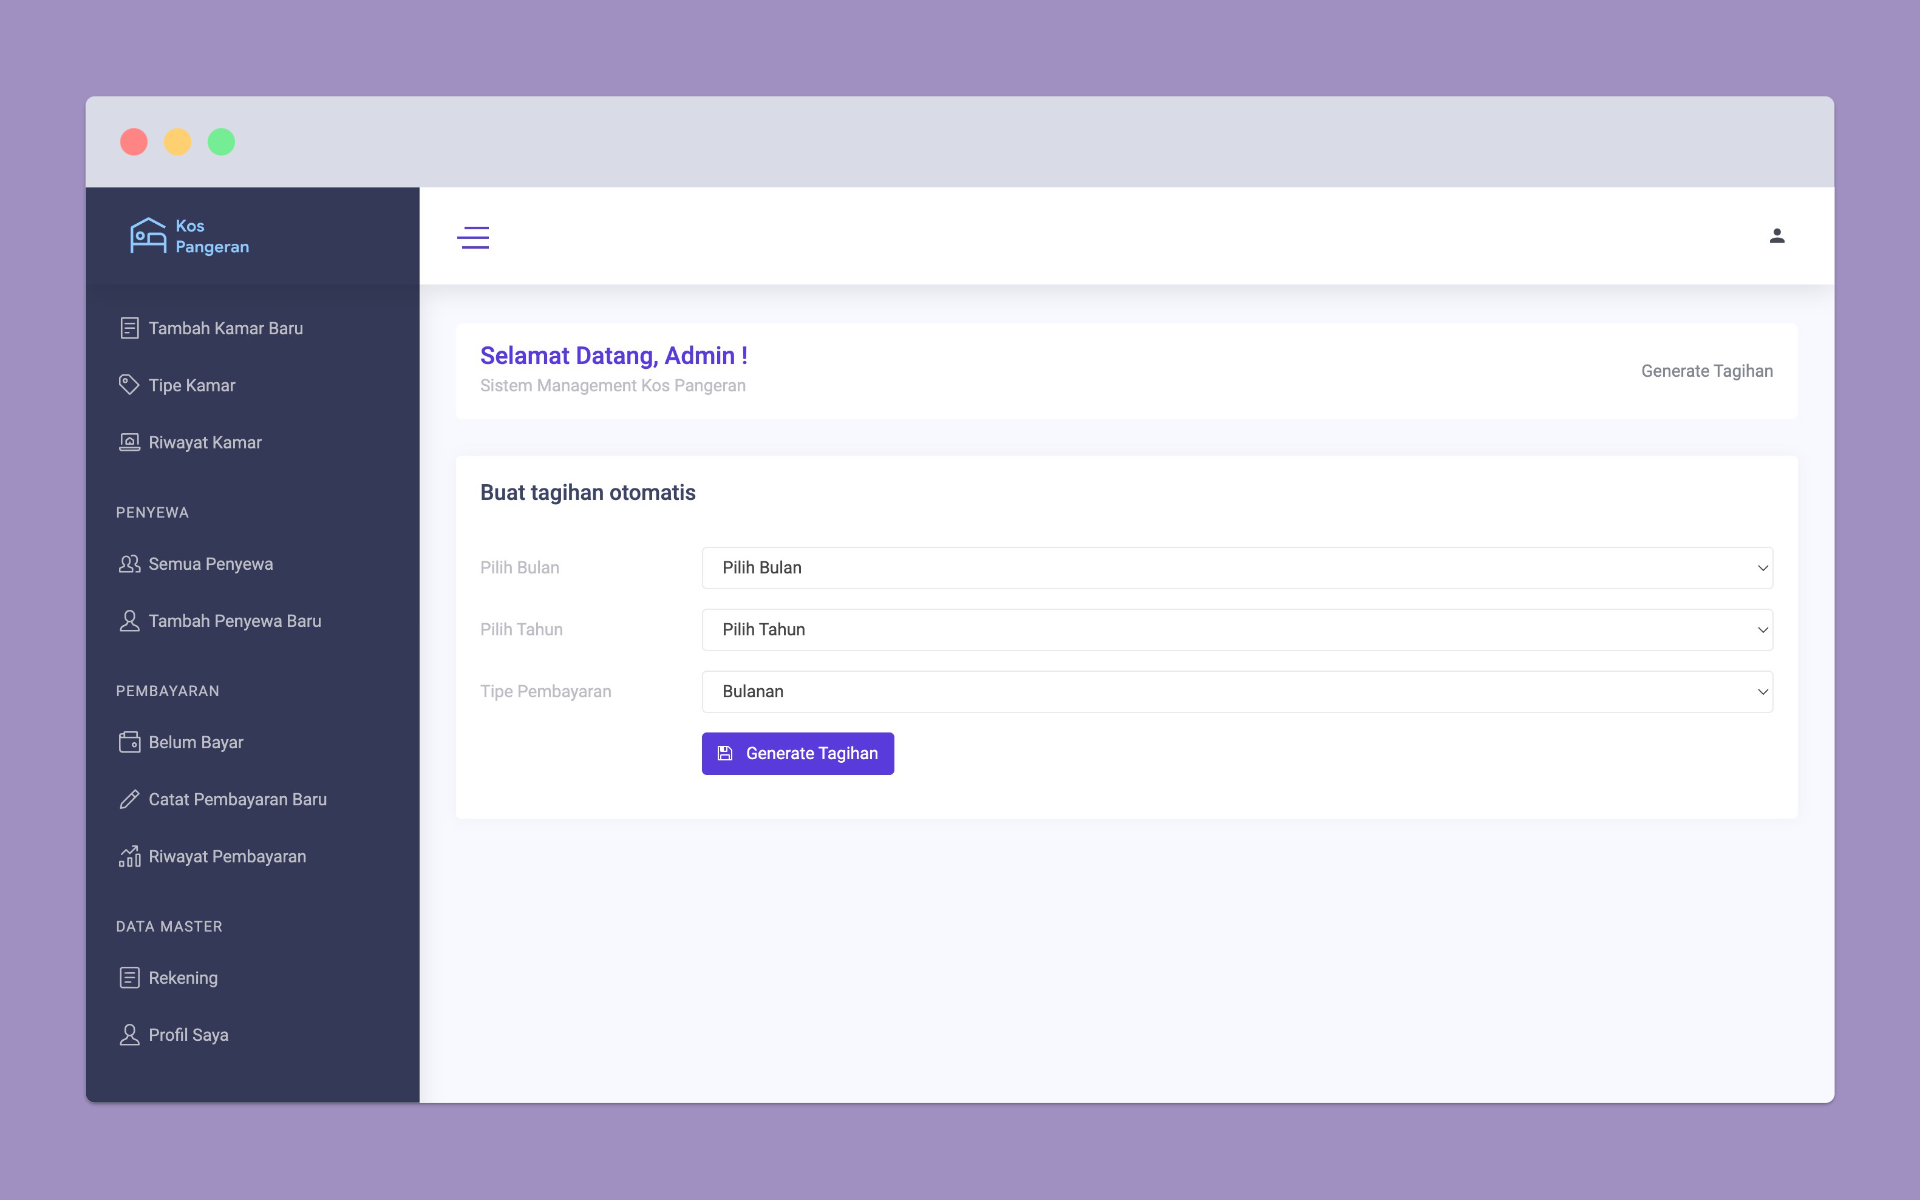 Kos
Pangeran
Tambah Kamar Baru
Tipe Kamar
Riwayat Kamar
PENYEWA
Semua Penyewa
Tambah Penyewa Baru
PEMBAYARAN
Belum Bayar
Catat Pembayaran Baru
Riwayat Pembayaran
DATA MASTER
Rekening
Profil Saya
Selamat Datang, Admin !
Sistem Management Kos Pangeran
Generate Tagihan
Buat tagihan otomatis
Pilih Bulan
Pilih Bulan
Pilih Tahun
Pilih Tahun
Tipe Pembayaran
Bulanan
Generate Tagihan